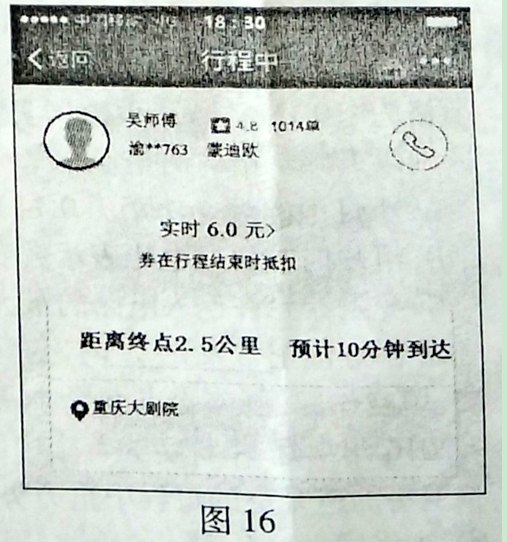 18:30
返回 行程中
吴师傅 4.8 1014单
渝**763 蒙迪欧
实时 6.0 元>
券在行程结束时抵扣
距离终点2.5公里 预计10分钟到达
重庆大剧院
图 16